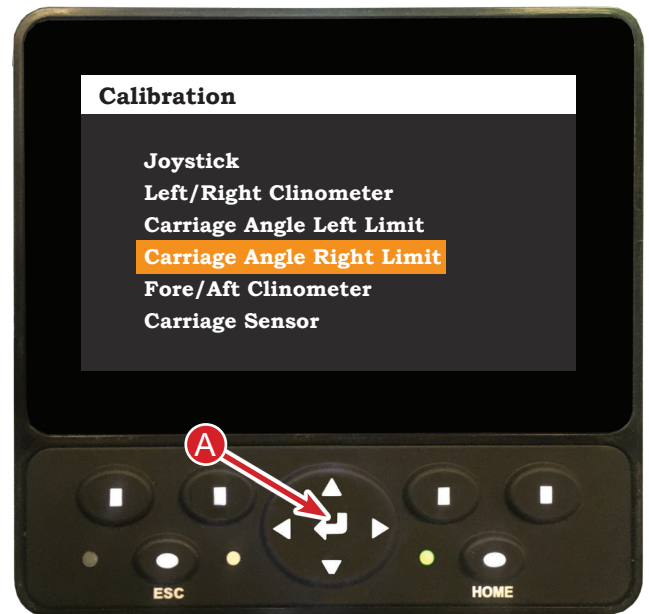 Calibration
Joystick
Left/Right Clinometer
Carriage Angle Left Limit
Carriage Angle Right Limit
Fore/Aft Clinometer
Carriage Sensor
A
ESC
HOME